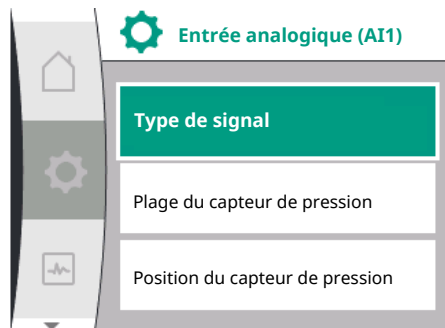 Entrée analogique (AI1)
Type de signal
Plage du capteur de pression
Position du capteur de pression